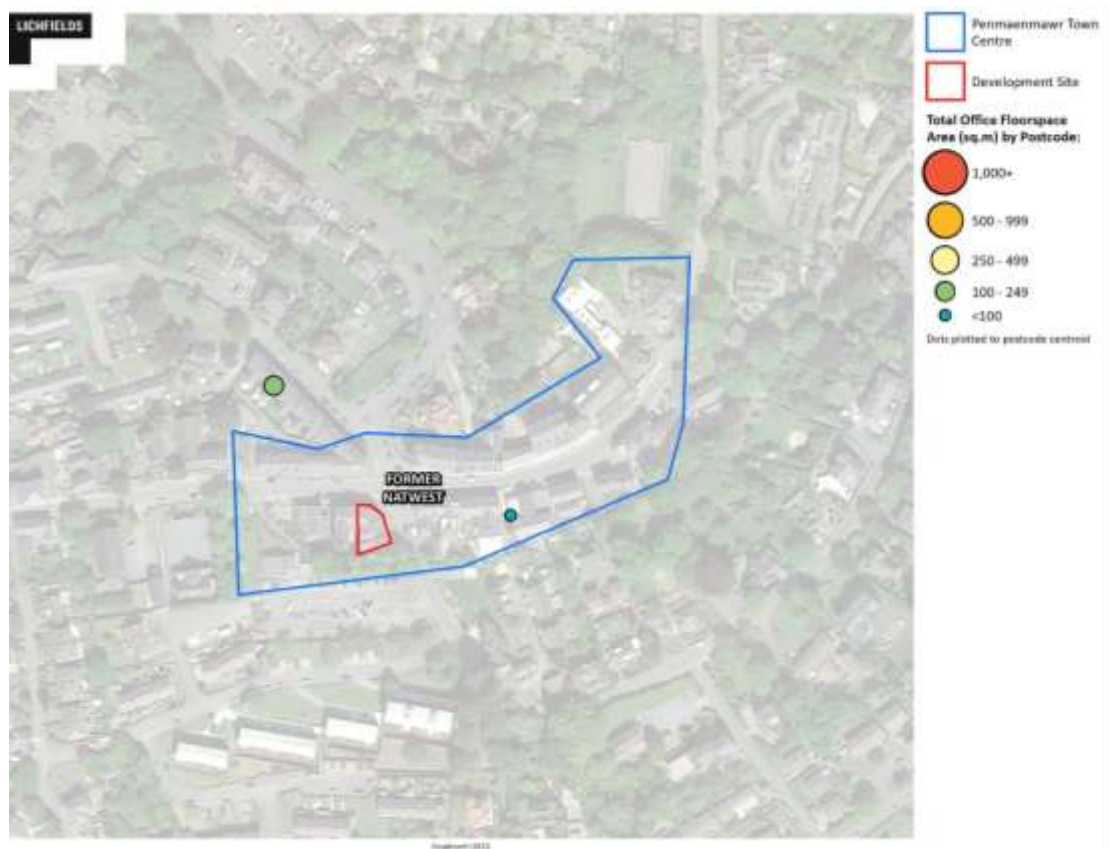 LICHFIELDS
Penmaenmawr Town
Centre
Development Site
Total Office Floorspace
Area (sq.m) by Postcode:
1,000+
500 - 999
250 - 499
100 - 249
<100
Dots plotted to postcode centroid
FORMER
NATWEST